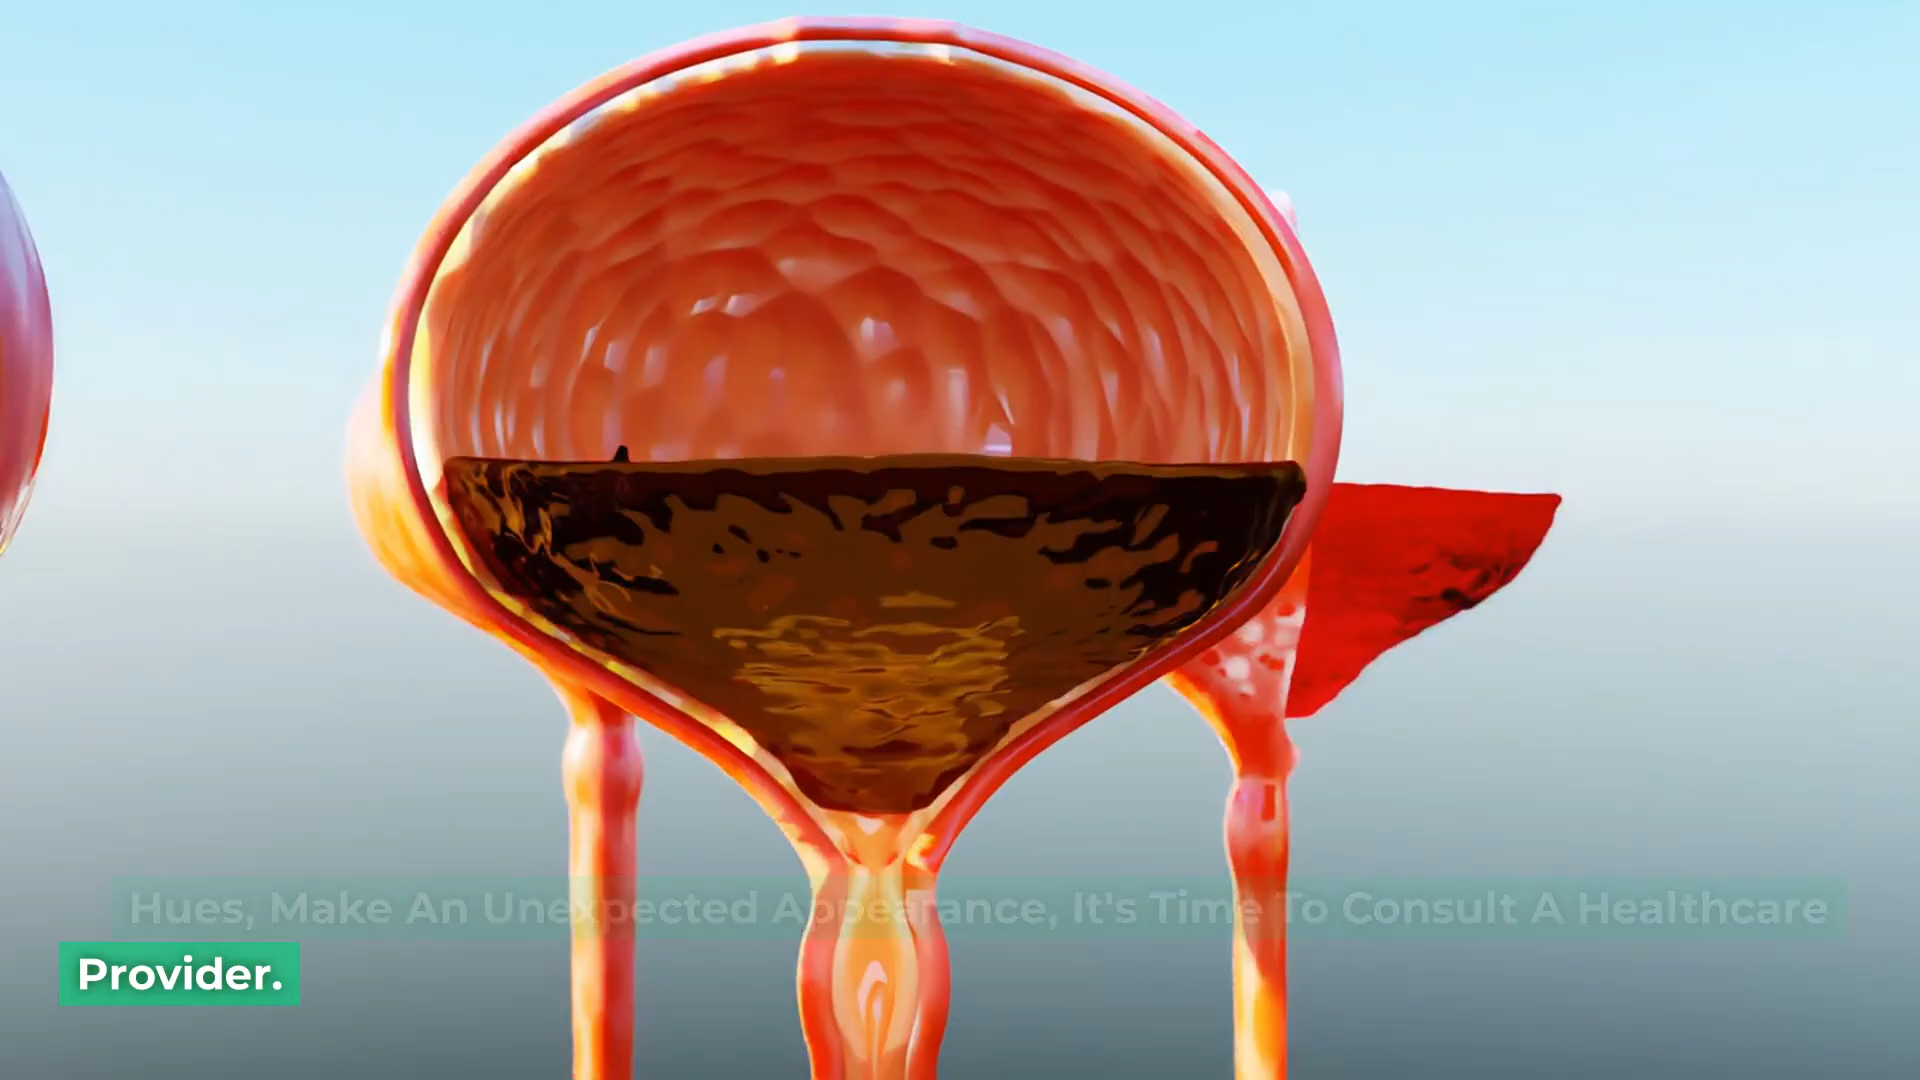 Hues, Make An Unexpected Appearance, It's Time To Consult A Healthcare
Provider.